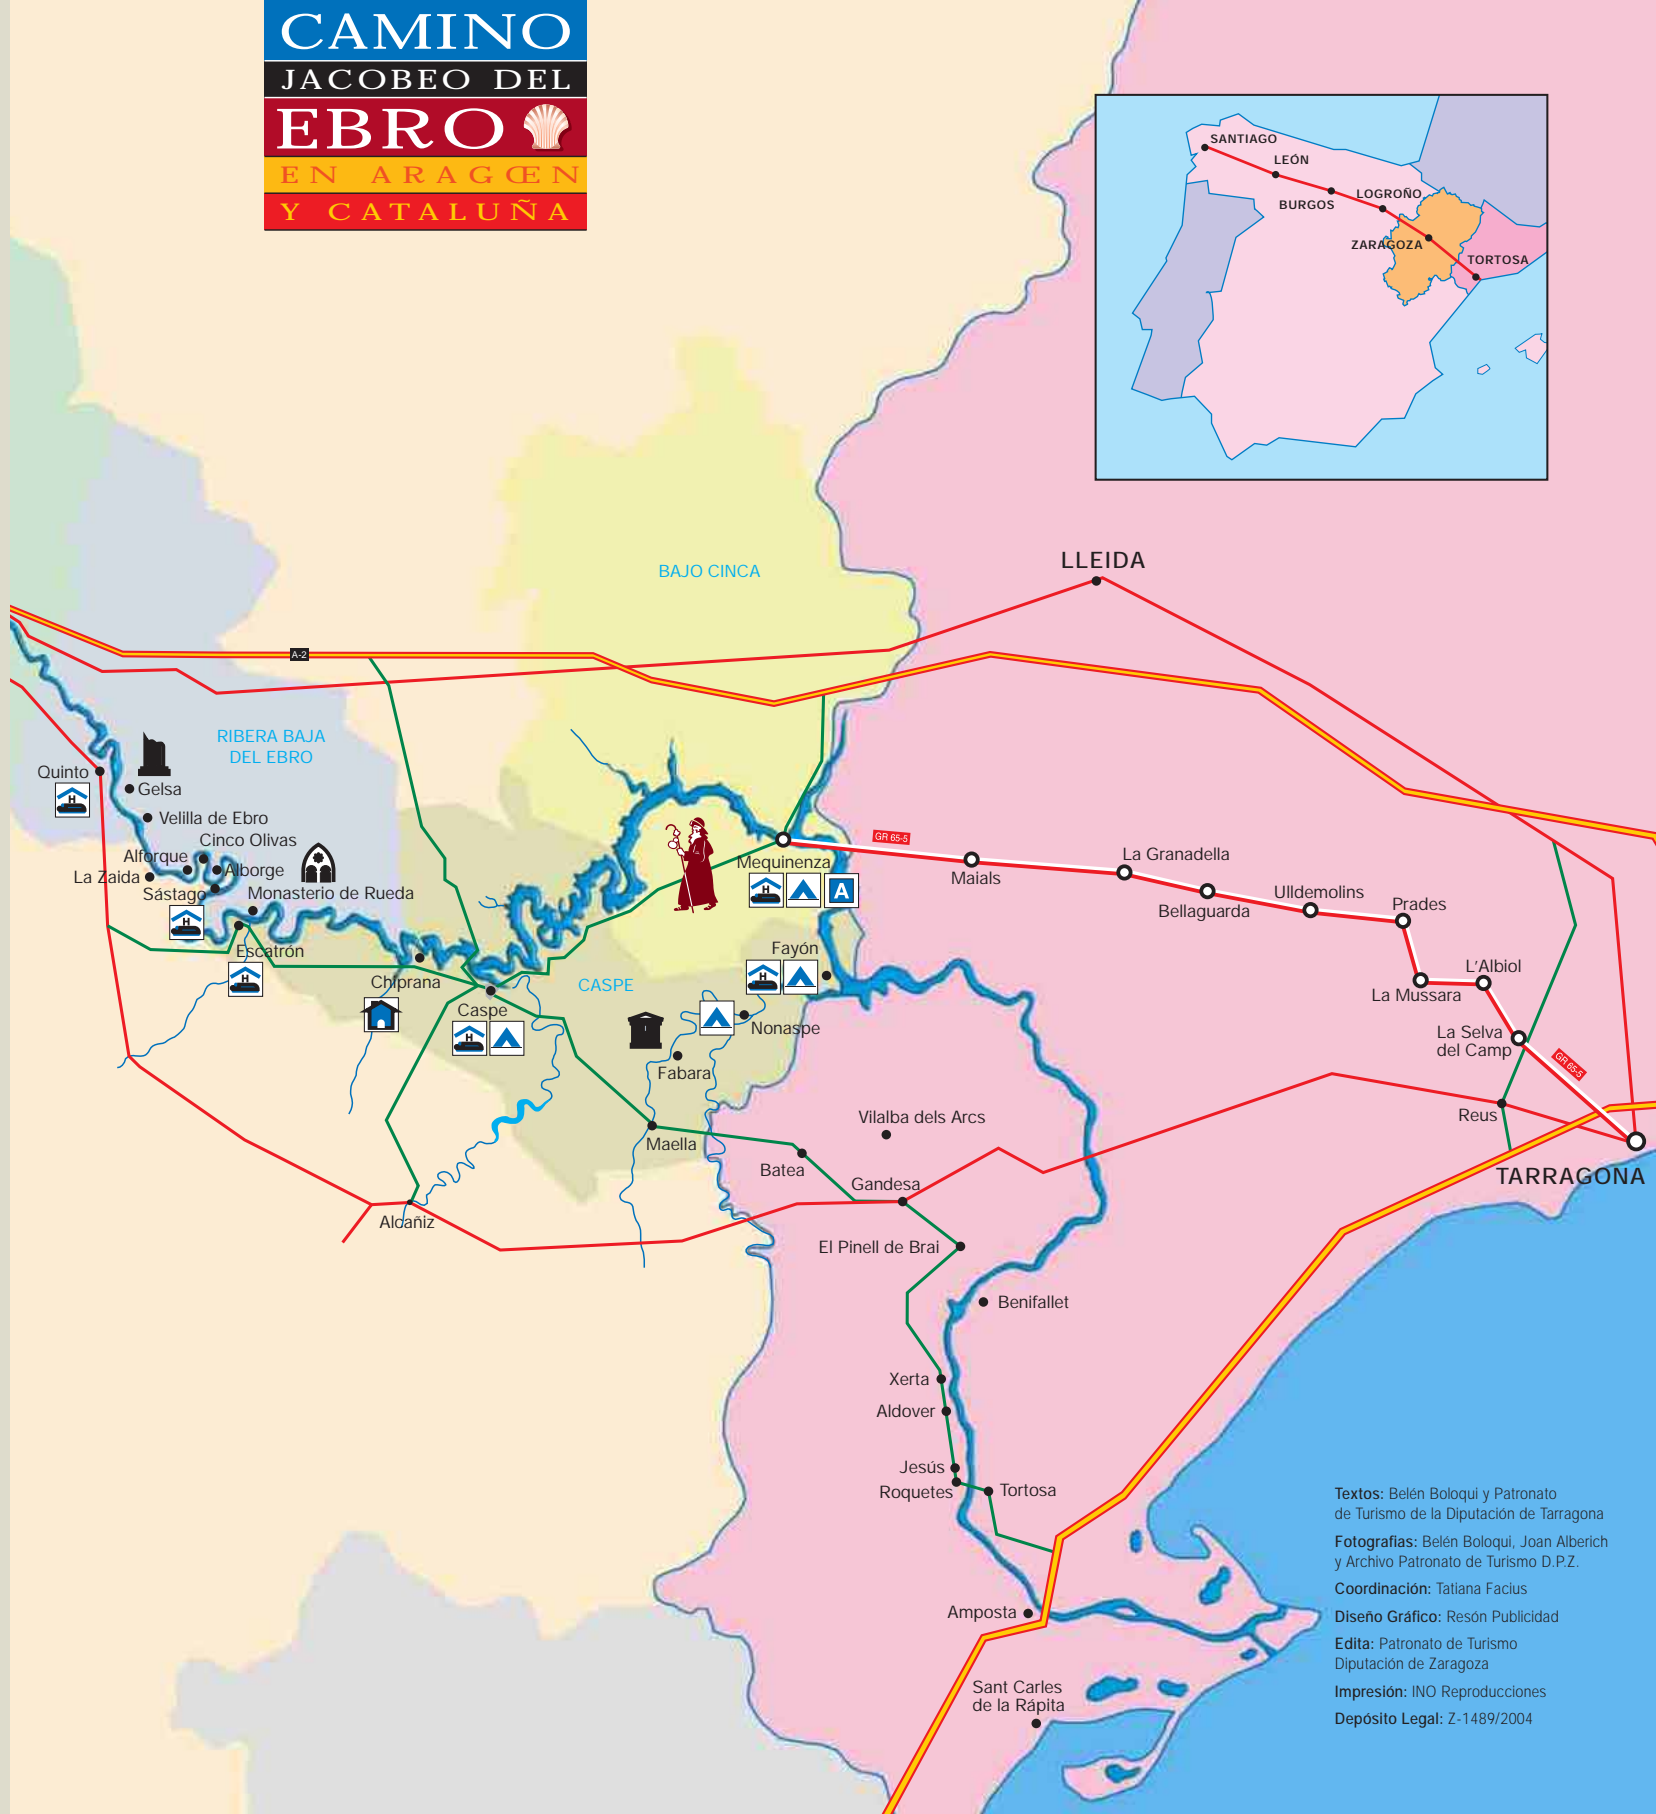 CAMINO
JACOBEO DEL
EBRO
EN ARAGŒN
Y CATALUÑA
SANTIAGO
LEÓN
LOGROÑO
BURGOS
ZARAGOZA
TORTOSA
LLEIDA
BAJO CINCA
A-2
RIBERA BAJA
DEL EBRO
Quinto
H
Gelsa
Velilla de Ebro
Cinco Olivas
Alforque
Alborge
La Zaida
Sástago
H
Monasterio de Rueda
Escatrón
H
Chiprana
Caspe
H
CASPE
Mequinenza
H
A
GR 65-5
Maials
La Granadella
Bellaguarda
Ulldemolins
Prades
La Mussara
L'Albiol
La Selva
del Camp
GR 65-5
Reus
TARRAGONA
Fayón
H
Nonaspe
Fabara
Maella
Vilalba dels Arcs
Batea
Gandesa
Alcañiz
El Pinell de Brai
Benifallet
Xerta
Aldover
Jesús
Roquetes
Tortosa
Amposta
Sant Carles
de la Rápita
Textos: Belén Boloqui y Patronato
de Turismo de la Diputación de Tarragona
Fotografias: Belén Boloqui, Joan Alberich
y Archivo Patronato de Turismo D.P.Z.
Coordinación: Tatiana Facius
Diseño Gráfico: Resón Publicidad
Edita: Patronato de Turismo
Diputación de Zaragoza
Impresión: INO Reproducciones
Depósito Legal: Z-1489/2004